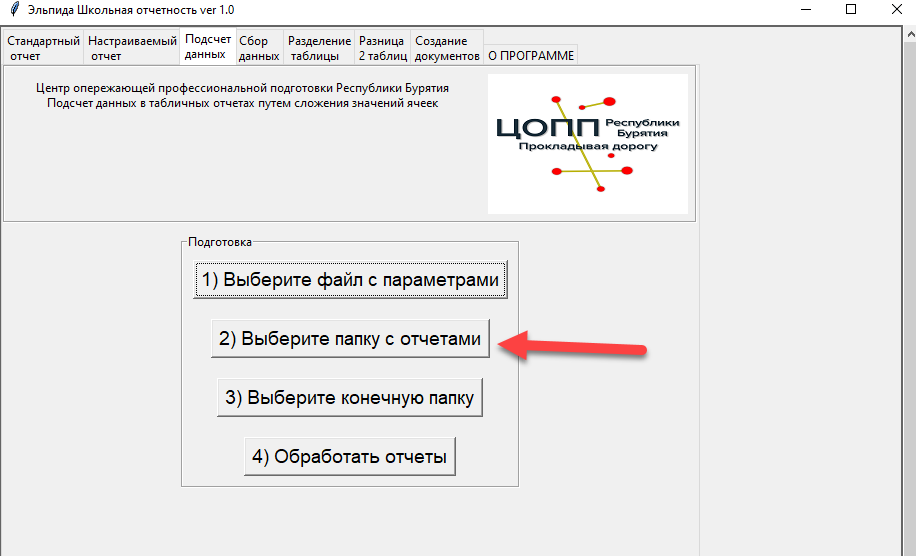 Эльпида Школьная отчетность ver 1.0
Стандартный
отчет
Настраиваемый
отчет
Подсчет
данных
Сбор
данных
Разделение
таблицы
Разница
2 таблиц
Создание
документов
О ПРОГРАММЕ
Центр опережающей профессиональной подготовки Республики Бурятия
Подсчет данных в табличных отчетах путем сложения значений ячеек
ЦОПП Республики
Бурятия
Прокладывая дорогу
Подготовка
1) Выберите файл с параметрами
2) Выберите папку с отчетами
3) Выберите конечную папку
4) Обработать отчеты